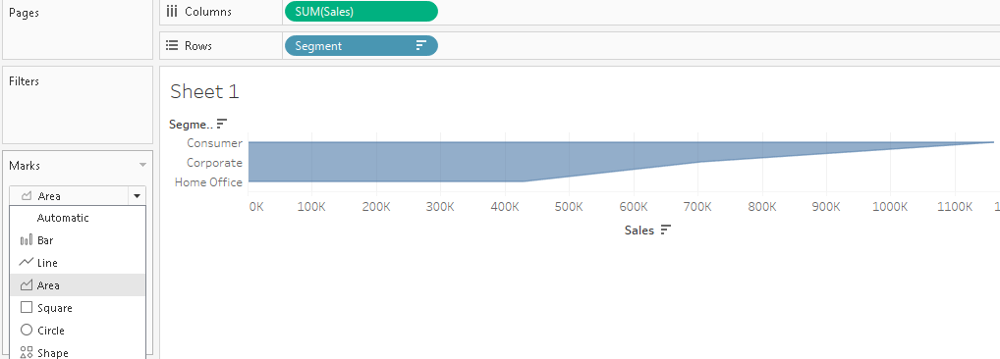 Pages
Columns
SUM(Sales)
Rows
Segment
Filters
Sheet 1
Segme..
Consumer
Corporate
Home Office
0K 100K 200K 300K 400K 500K 600K 700K 800K 900K 1000K 1100K 1
Sales
Marks
Area
Automatic
Bar
Line
Area
Square
Circle
Shape